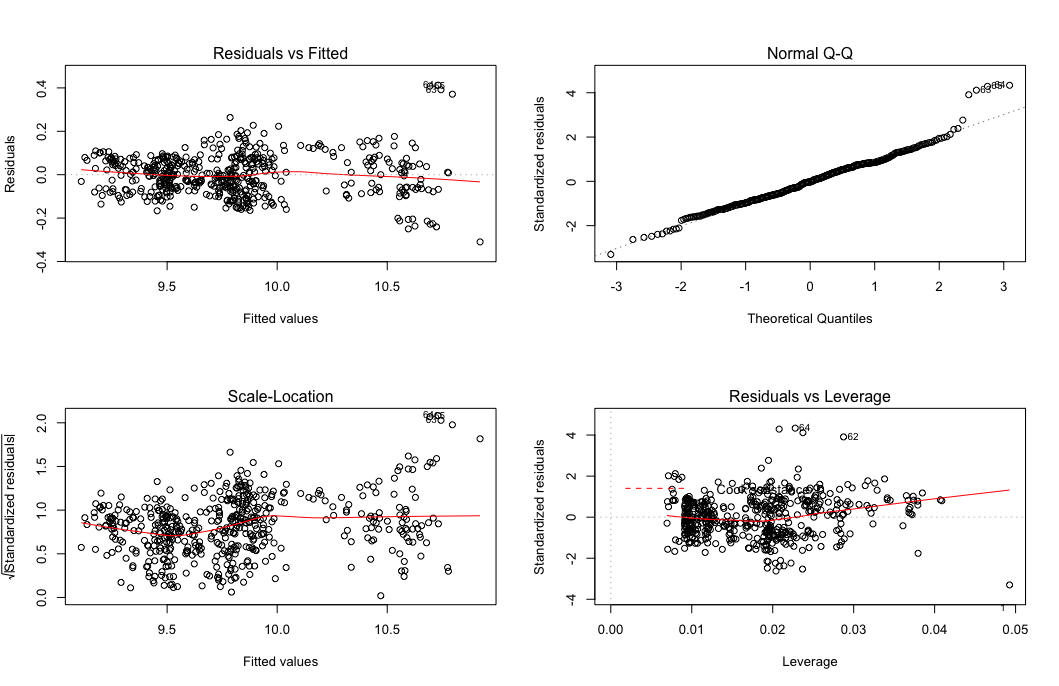 Residuals vs Fitted
Residuals
0.4
0.2
0.0
-0.2
-0.4
9.5 10.0 10.5
Fitted values
Normal Q-Q
Standardized residuals
4
2
0
-2
-3 -2 -1 0 1 2 3
Theoretical Quantiles
Scale-Location
√|Standardized residuals|
2.0
1.5
1.0
0.5
0.0
9.5 10.0 10.5
Fitted values
Residuals vs Leverage
Standardized residuals
4
2
0
-2
-4
64
62
0.00 0.01 0.02 0.03 0.04 0.05
Leverage